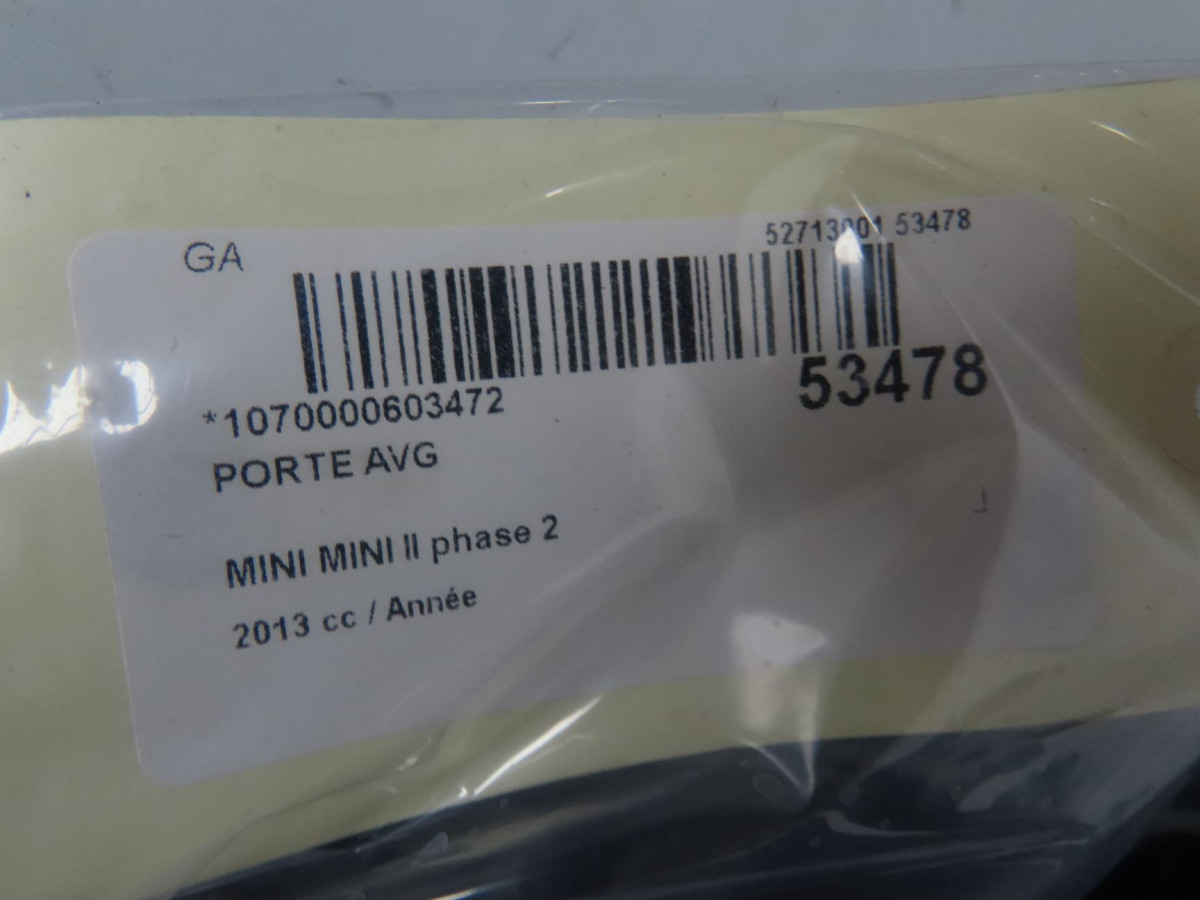 GA
52713001 53478
53478
*1070000603472
PORTE AVG
MINI MINI II phase 2
2013 cc / Année